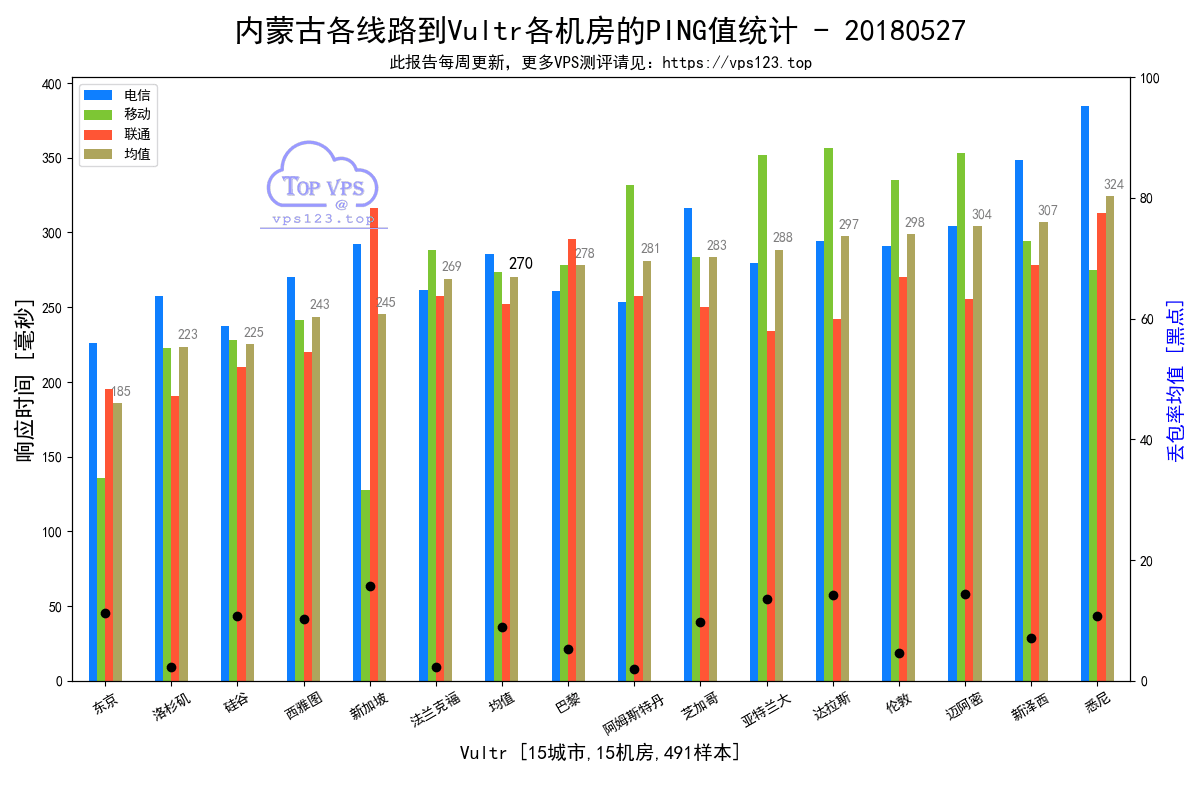 内蒙古各线路到Vultr各机房的PING值统计 - 20180527
此报告每周更新，更多VPS测评请见：https://vps123.top
电信
移动
联通
均值
TOP VPS
@
vps123.top
响应时间 [毫秒]
400
350
300
250
200
150
100
50
0
185
223
225
243
245
269
270
278
281
283
288
297
298
304
307
324
100
80
60
40
20
0
丢包率均值 [黑点]
东京
洛杉矶
硅谷
西雅图
新加坡
法兰克福
均值
巴黎
阿姆斯特丹
芝加哥
亚特兰大
达拉斯
伦敦
迈阿密
新泽西
悉尼
Vultr [15城市,15机房,491样本]